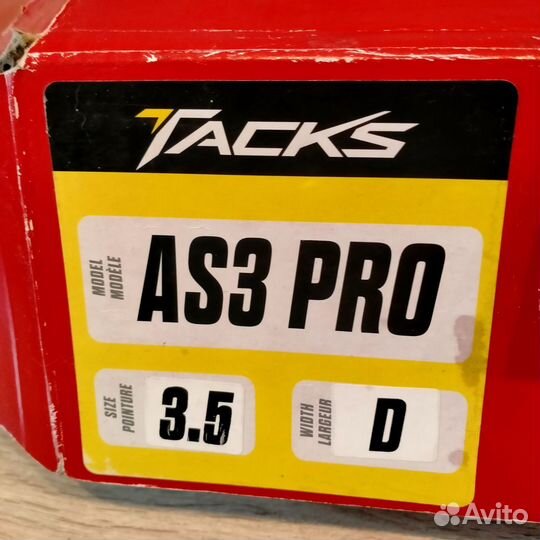 TACKS
MODEL
MODÈLE
AS3 PRO
SIZE
POINTURE
3.5
WIDTH
LARGEUR
D
Avito